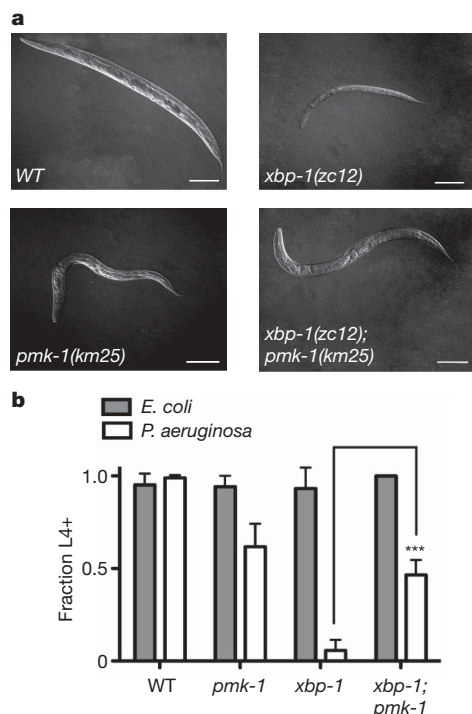 a
WT
xbp-1(zc12)
pmk-1(km25)
xbp-1(zc12);
pmk-1(km25)
b
E. coli
P. aeruginosa
1.0
0.5
0
Fraction L4+
***
WT
pmk-1
xbp-1
xbp-1;
pmk-1